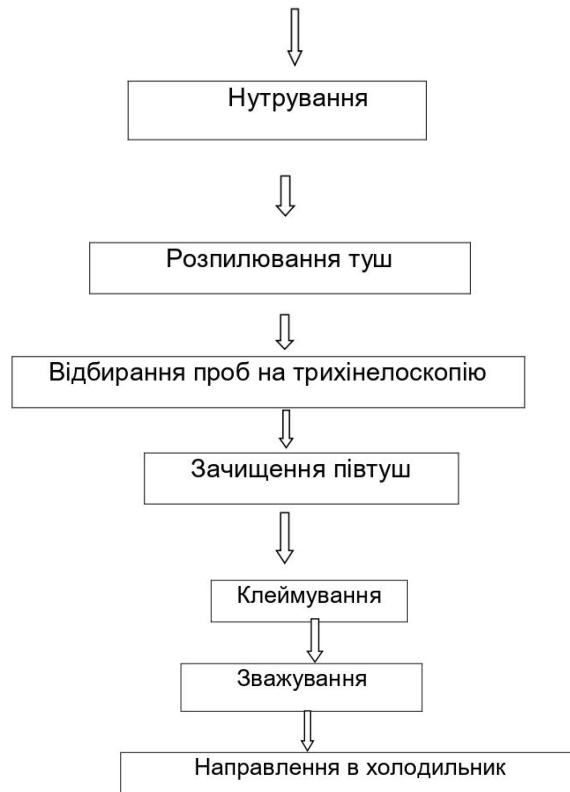 Нутрування
Розпилювання туш
Відбирання проб на трихінелоскопію
Зачищення півтуш
Клеймування
Зважування
Направлення в холодильник